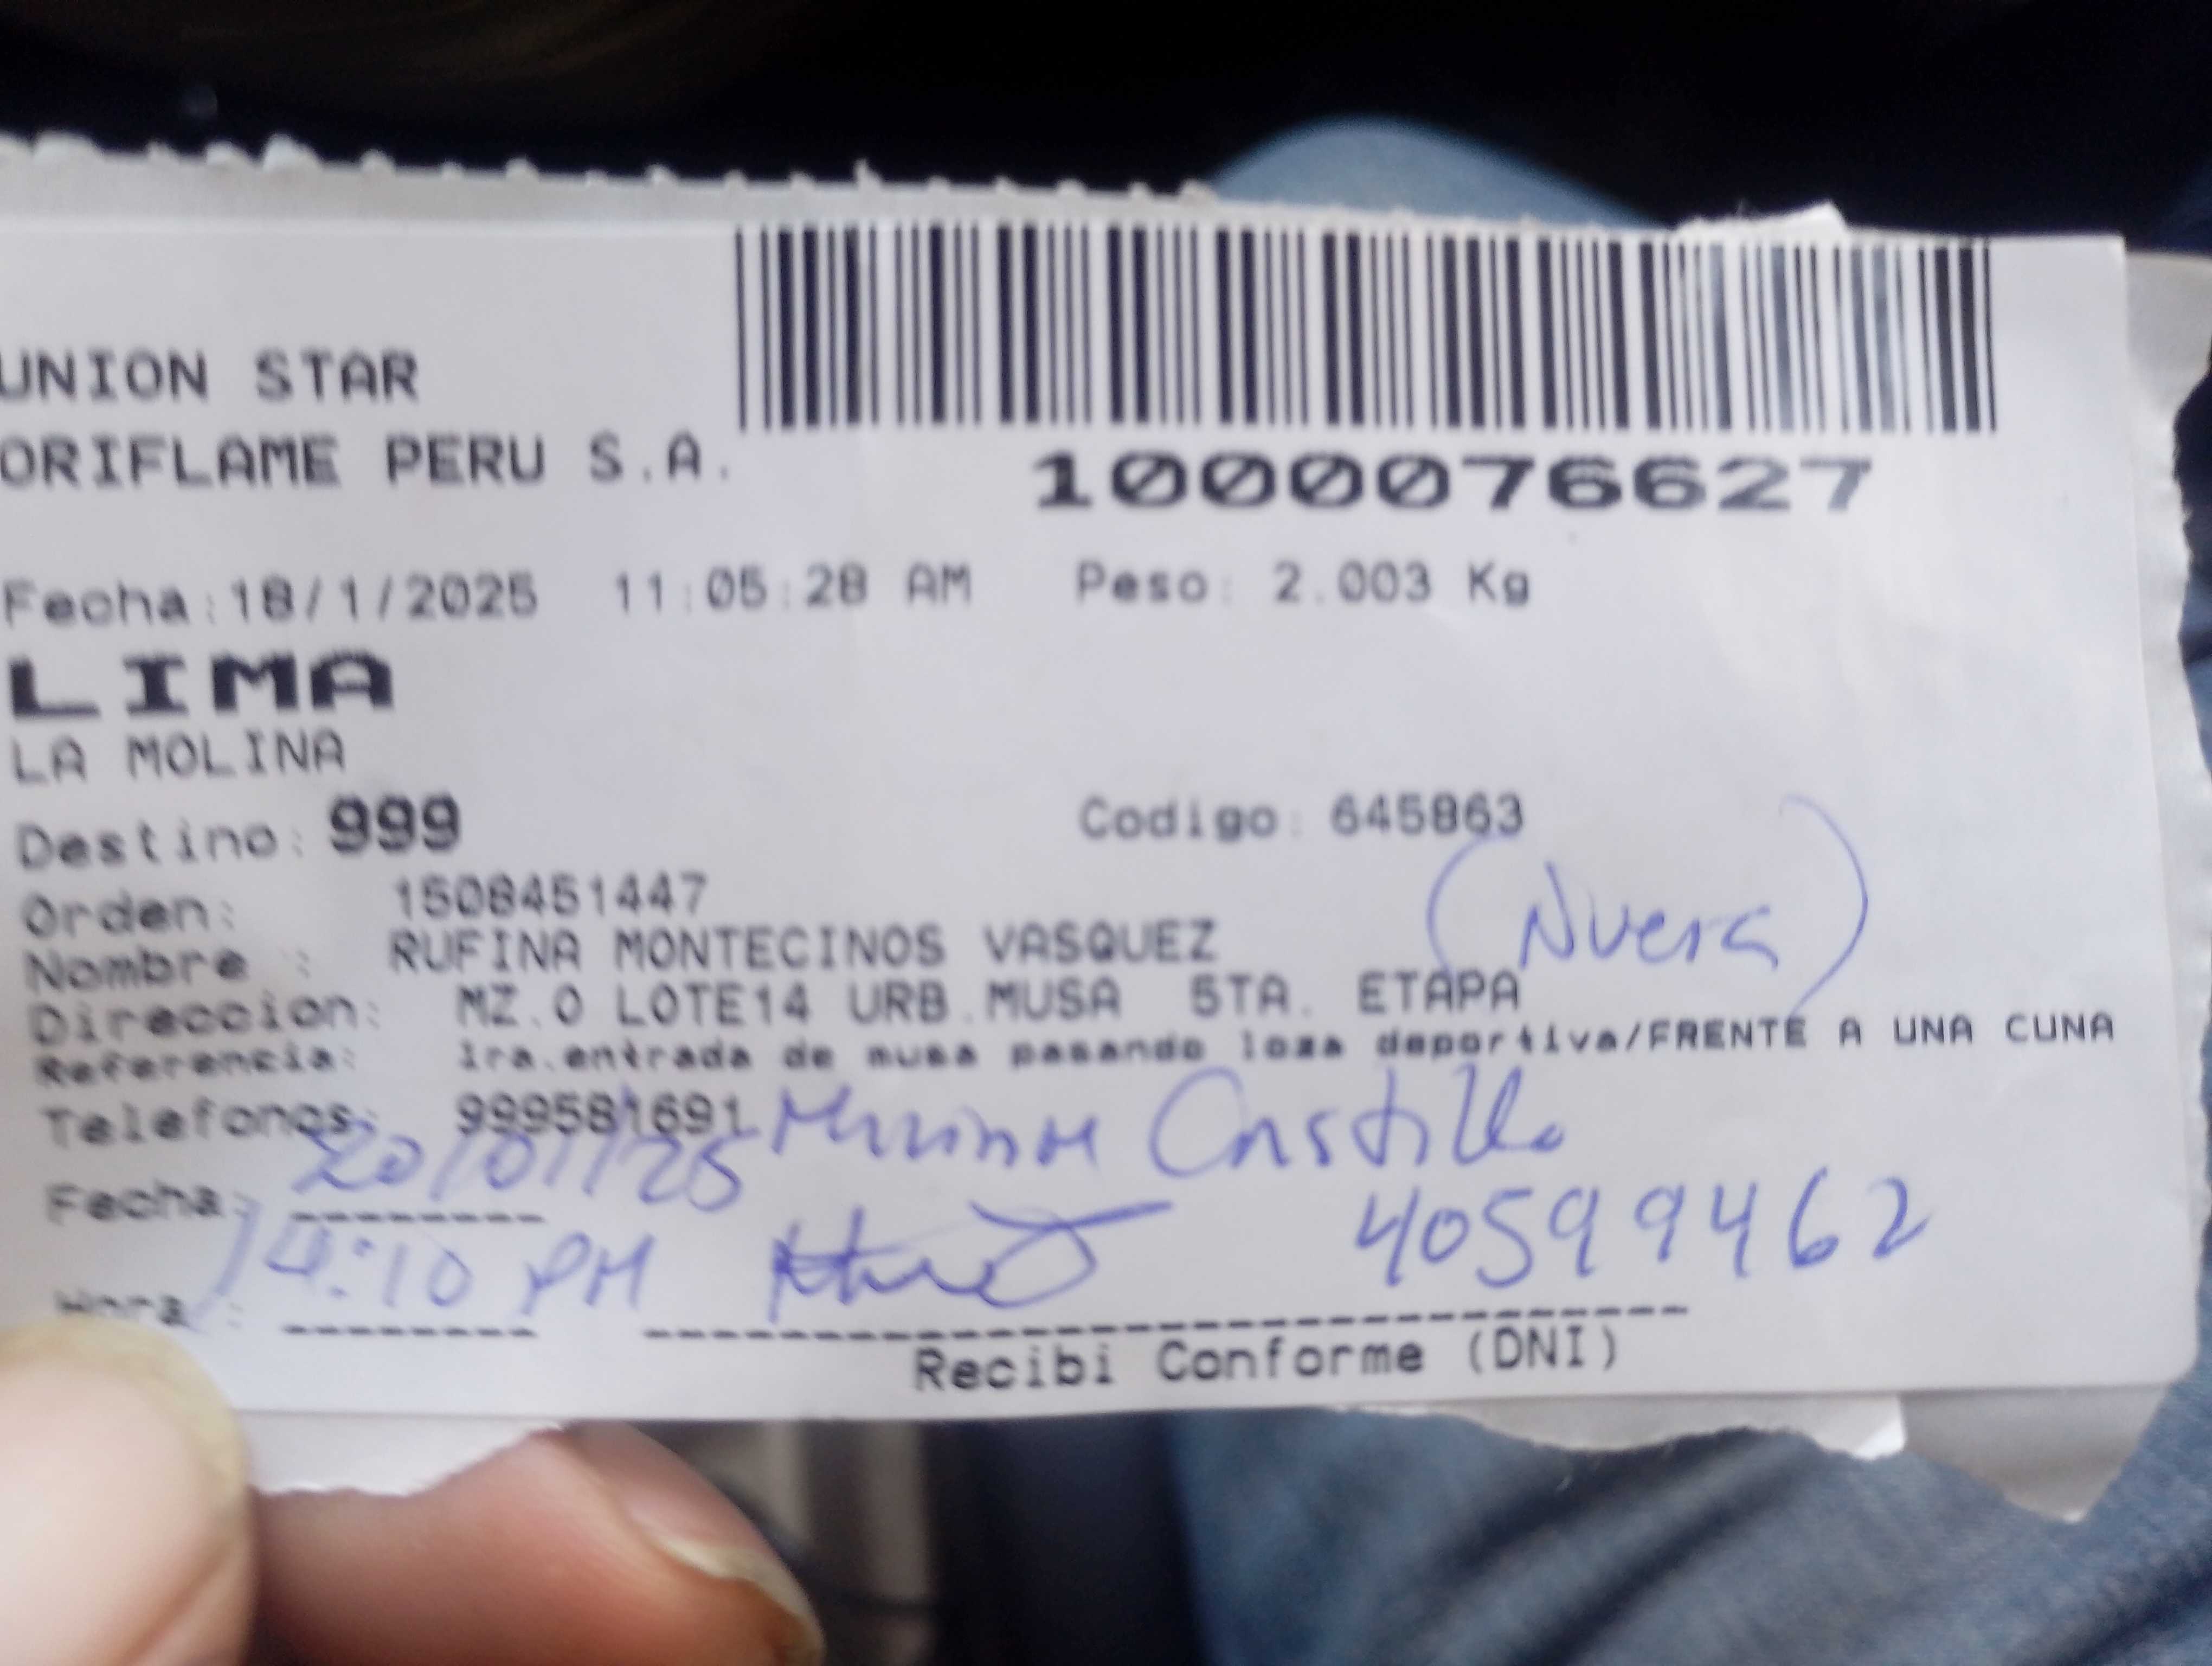 UNION STAR
ORIFLAME PERU S.A.
1000076627
Fecha:18/1/2025 11:05:28 AM Peso: 2.003 Kg
LIMA
LA MOLINA
Destino: 999 Codigo: 645863
Orden: 1508451447
(Nuera)
Nombre : RUFINA MONTECINOS VASQUEZ
Direccion: MZ.O LOTE14 URB.MUSA 5TA. ETAPA
Referencia: 1ra.entrada de musa pasando loza deportiva/FRENTE A UNA CUNA
Telefonos: 999581691 Castillo
Fecha: 20/01/25
40599462
Hora : 4:10 PM
Recibi Conforme (DNI)